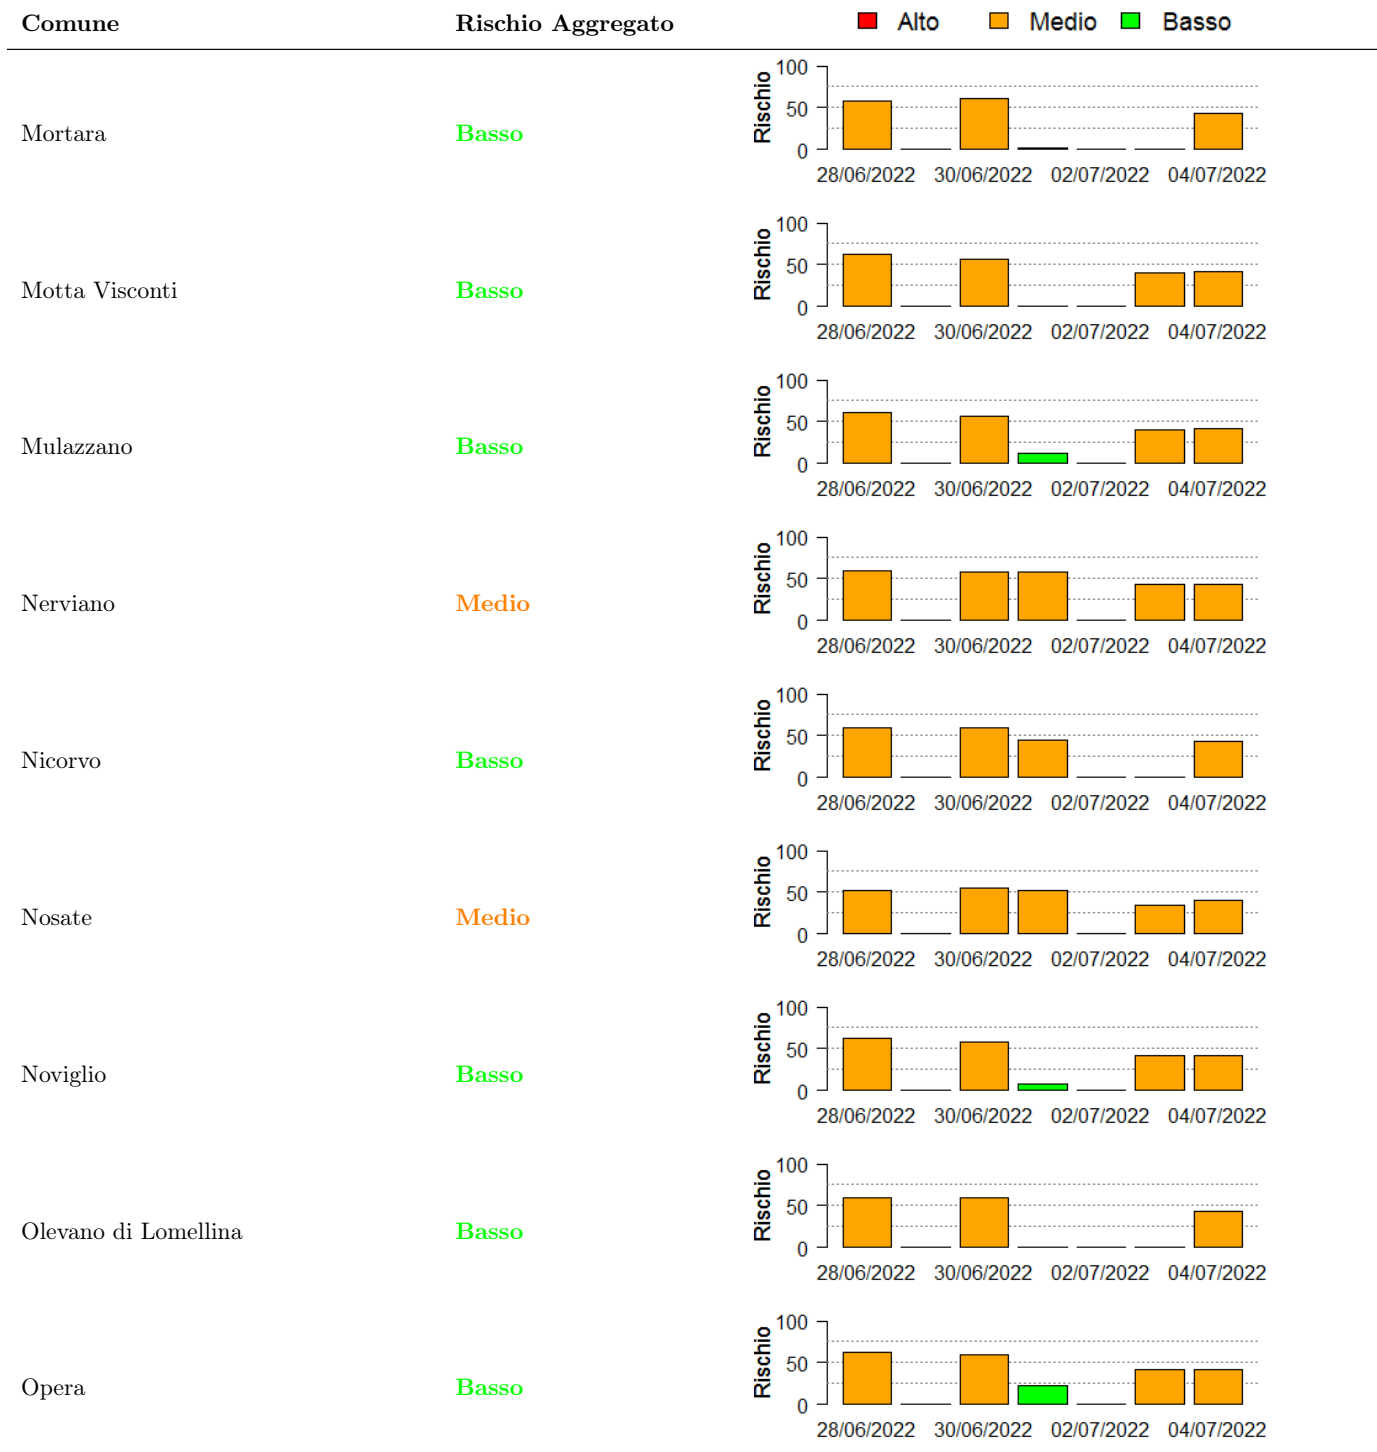 Comune Rischio Aggregato Alto Medio Basso
Mortara Basso Rischio 100 50 0
28/06/2022 30/06/2022 02/07/2022 04/07/2022
Motta Visconti Basso Rischio 100 50 0
28/06/2022 30/06/2022 02/07/2022 04/07/2022
Mulazzano Basso Rischio 100 50 0
28/06/2022 30/06/2022 02/07/2022 04/07/2022
Nerviano Medio Rischio 100 50 0
28/06/2022 30/06/2022 02/07/2022 04/07/2022
Nicorvo Basso Rischio 100 50 0
28/06/2022 30/06/2022 02/07/2022 04/07/2022
Nosate Medio Rischio 100 50 0
28/06/2022 30/06/2022 02/07/2022 04/07/2022
Noviglio Basso Rischio 100 50 0
28/06/2022 30/06/2022 02/07/2022 04/07/2022
Olevano di Lomellina Basso Rischio 100 50 0
28/06/2022 30/06/2022 02/07/2022 04/07/2022
Opera Basso Rischio 100 50 0
28/06/2022 30/06/2022 02/07/2022 04/07/2022